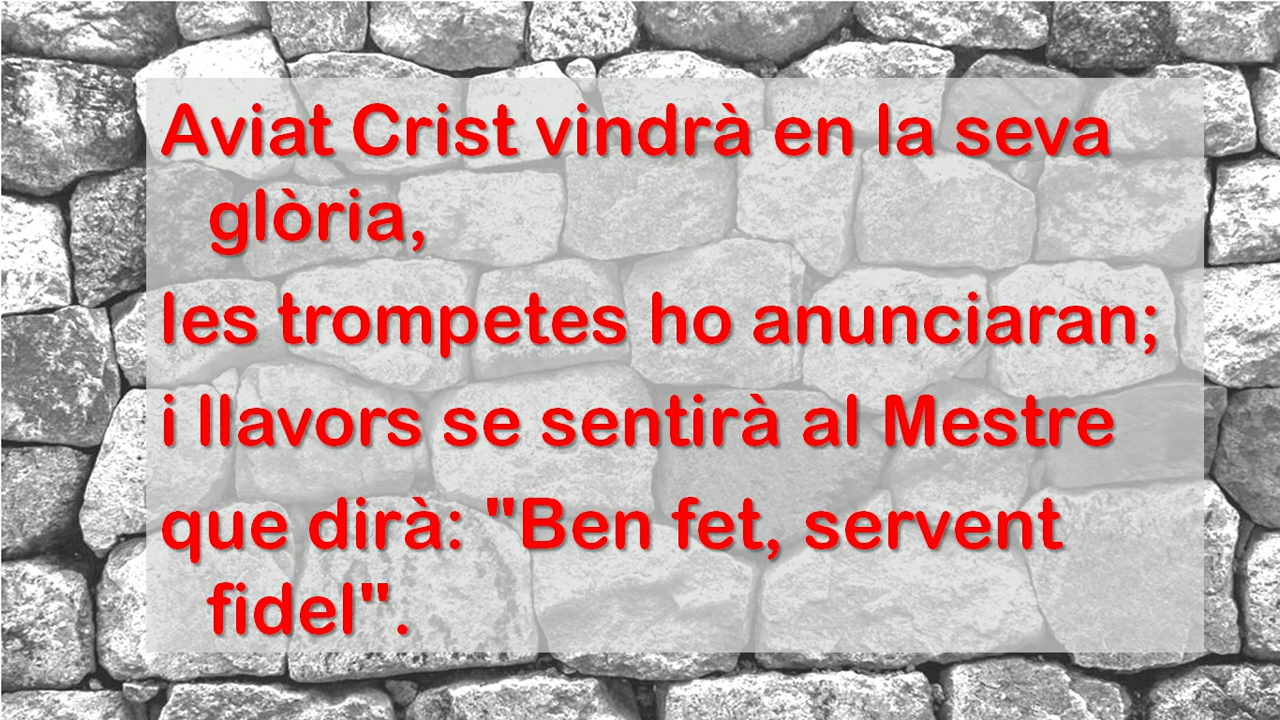 Aviat Crist vindrà en la seva
glòria,
les trompetes ho anunciaran;
i llavors se sentirà al Mestre
que dirà: "Ben fet, servent
fidel".